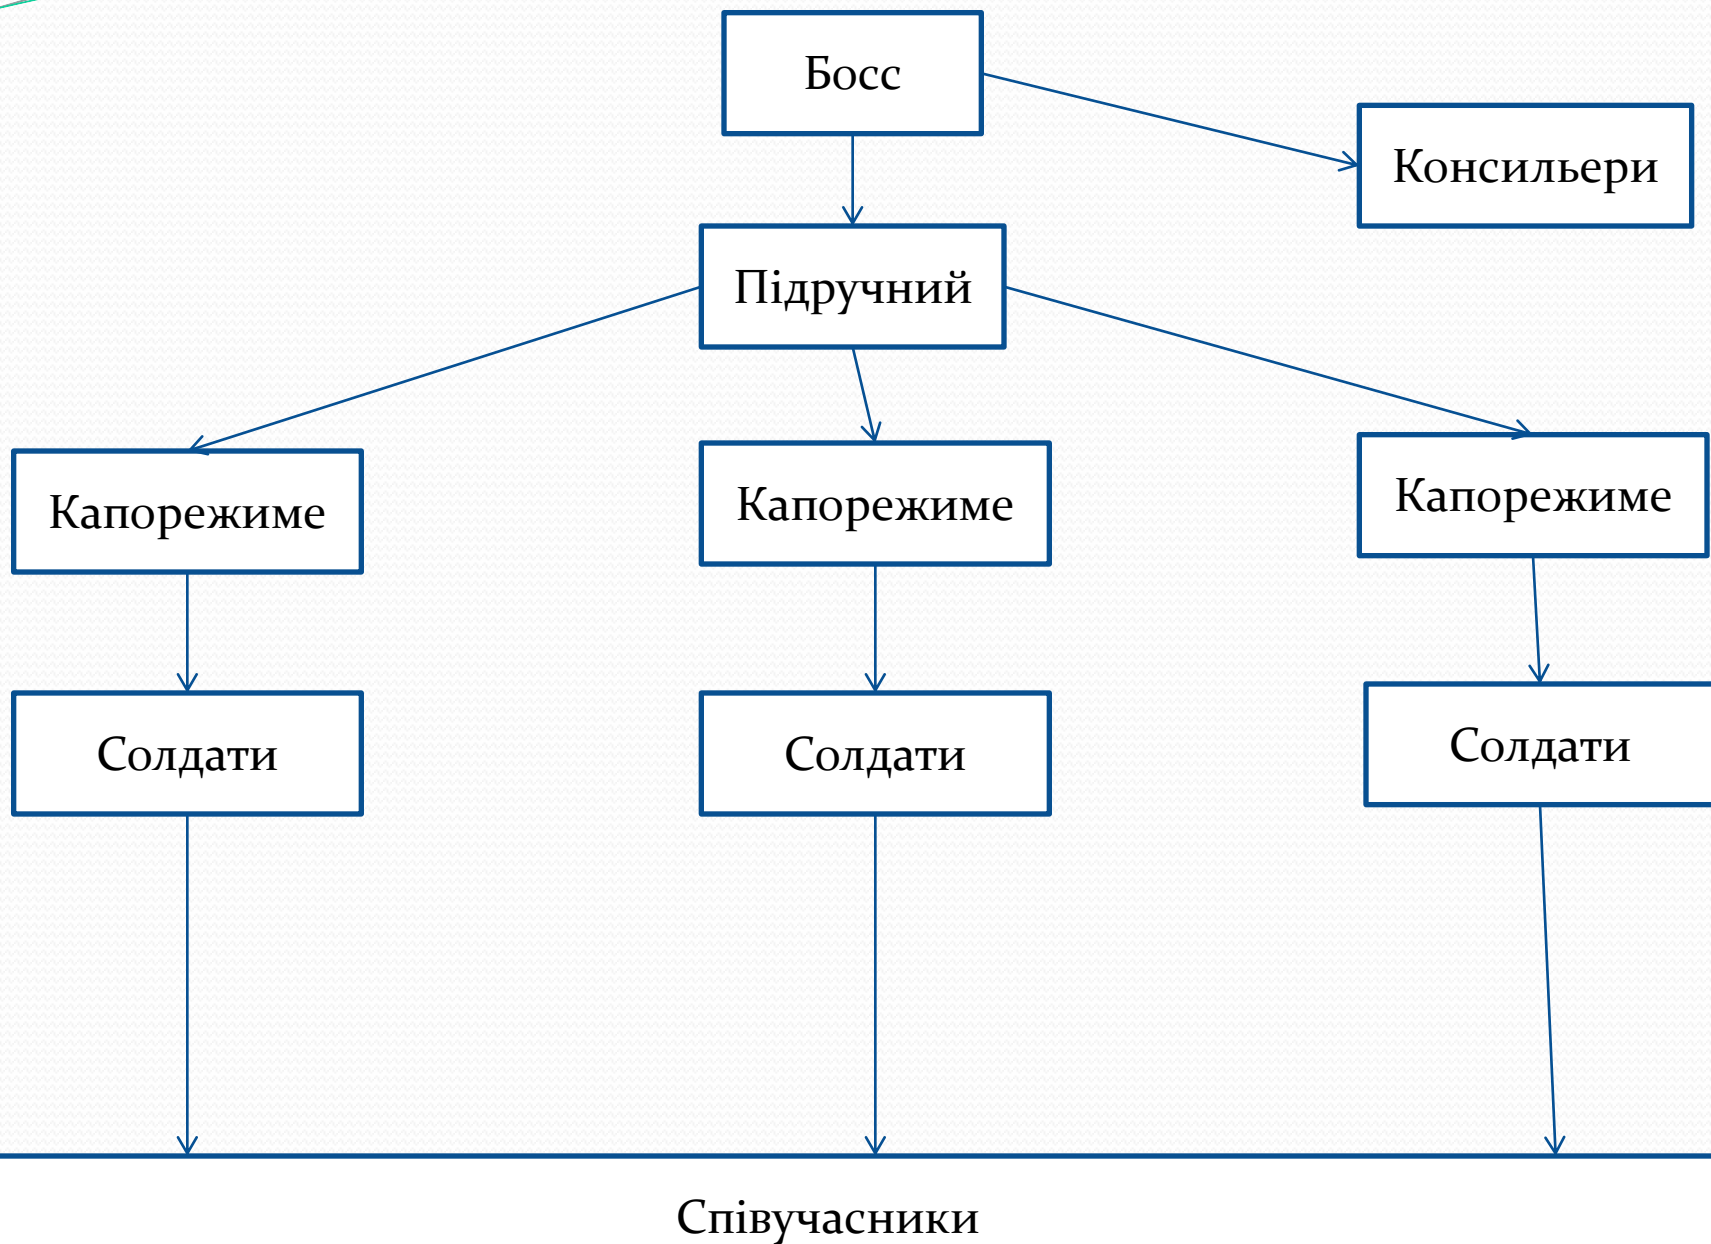 Босс
Консильери
Підручний
Капорежиме
Капорежиме
Капорежиме
Солдати
Солдати
Солдати
Співучасники